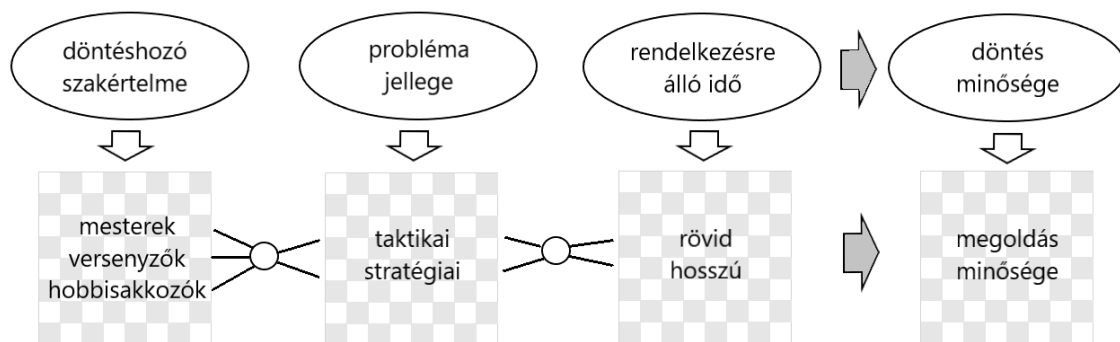 döntéshozó
szakértelme
probléma
jellege
rendelkezésre
álló idő
döntés
minősége
mesterek
versenyzők
hobbisakkozók
taktikai
stratégiai
rövid
hosszú
megoldás
minősége